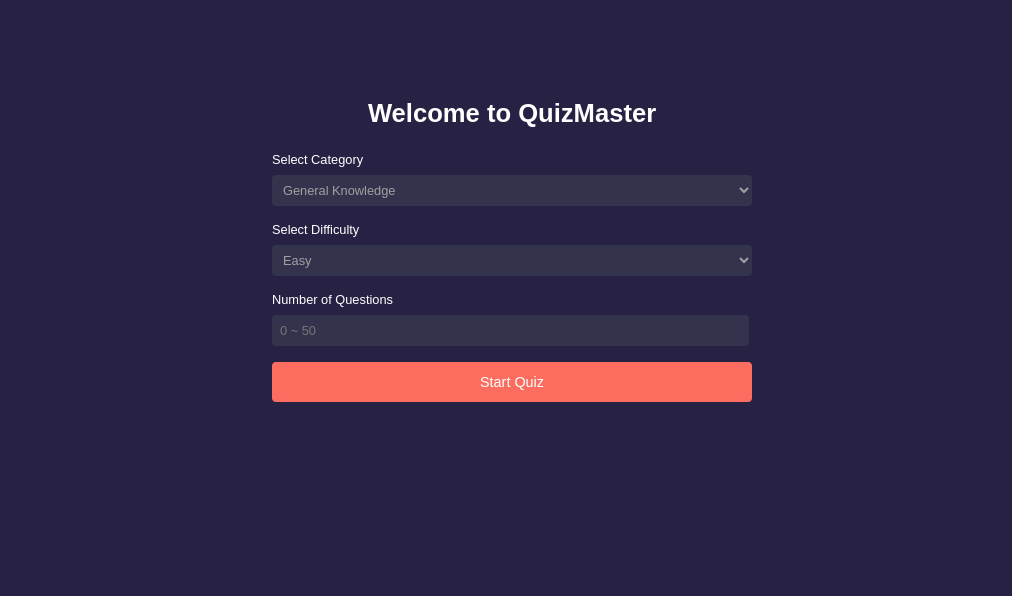 Welcome to QuizMaster
Select Category
General Knowledge
Select Difficulty
Easy
Number of Questions
0 ~ 50
Start Quiz